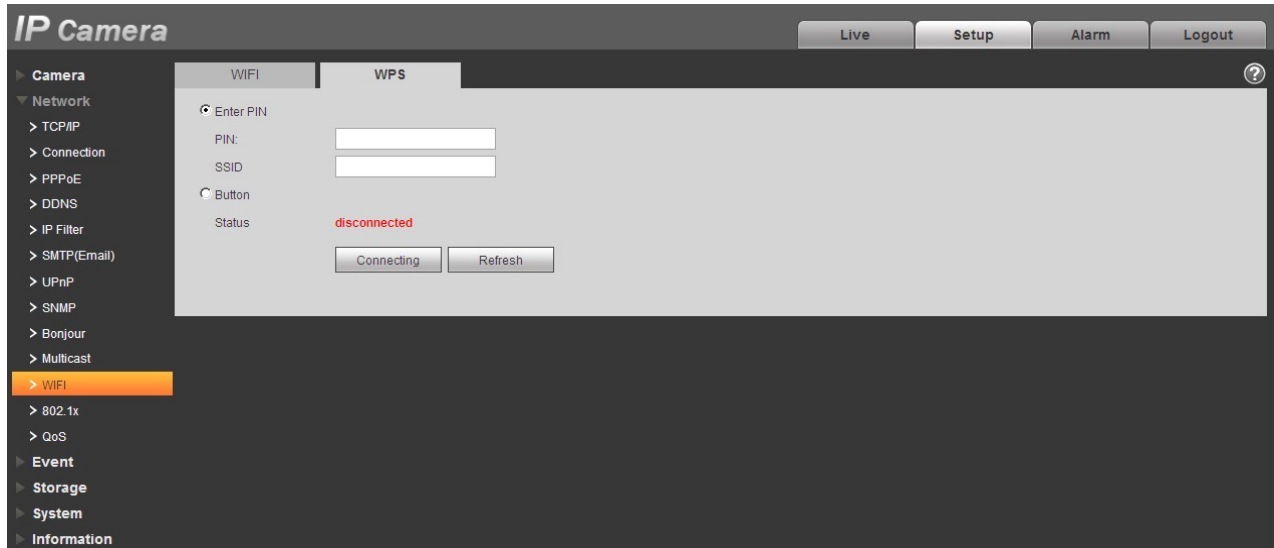 IP Camera
Live Setup Alarm Logout
Camera
Network
> TCP/IP
> Connection
> PPPoE
> DDNS
> IP Filter
> SMTP(Email)
> UPnP
> SNMP
> Bonjour
> Multicast
> WIFI
> 802.1x
> QoS
Event
Storage
System
Information
WIFI WPS
?
Enter PIN
PIN:
SSID
Button
Status disconnected
Connecting Refresh